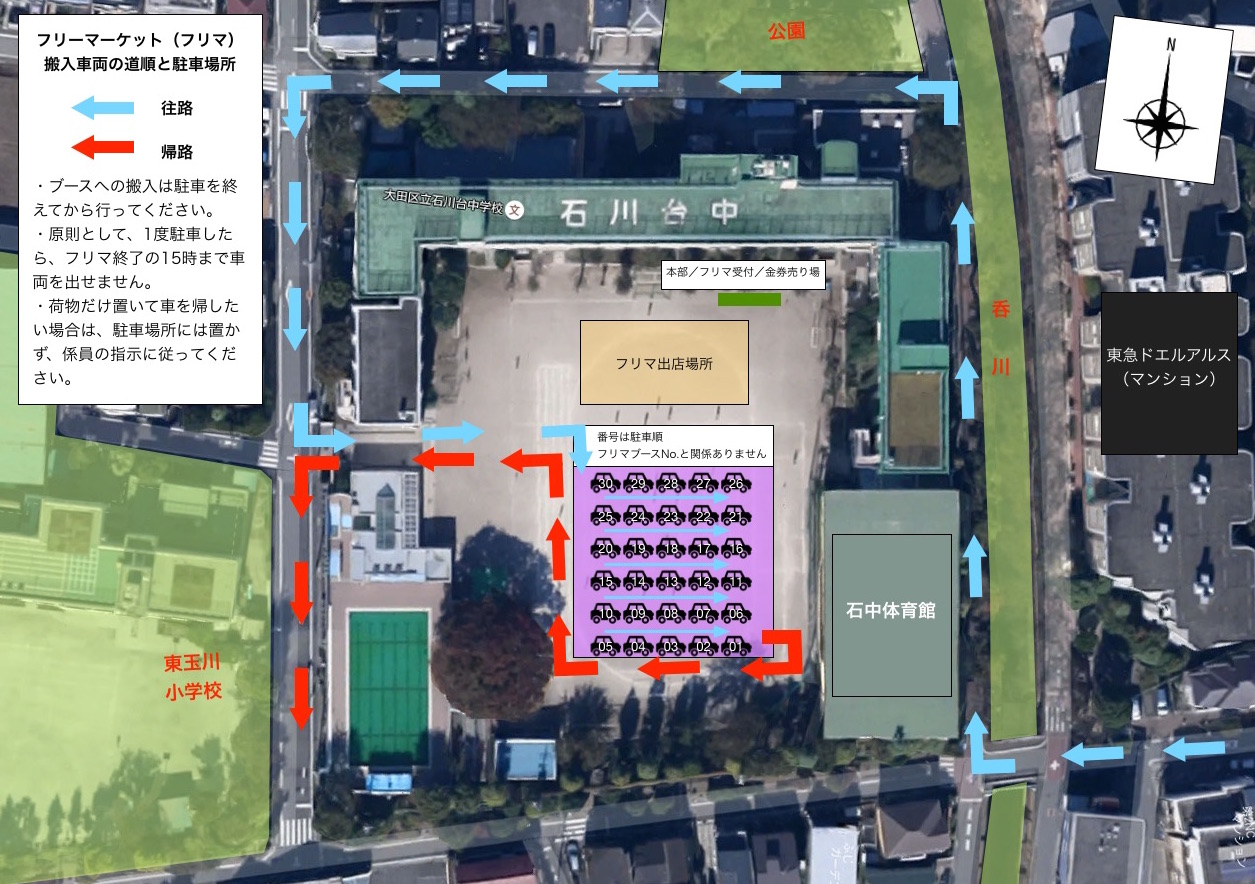 フリーマーケット（フリマ）
搬入車両の道順と駐車場所
往路
帰路
・ブースへの搬入は駐車を終
えてから行ってください。
・原則として、1度駐車した
ら、フリマ終了の15時まで車
両を出せません。
・荷物だけ置いて車を帰した
い場合は、駐車場所には置か
ず、係員の指示に従ってくだ
さい。
公園
N
大田区立石川台中学校
文
石川台中
本部／フリマ受付／金券売り場
フリマ出店場所
呑
川
東急ドエルアルス
（マンション）
番号は駐車順
フリマブースNo.と関係ありません
30 29 28 27 26
25 24 23 22 21
20 19 18 17 16
15 14 13 12 11
10 09 08 07 06
05 04 03 02 01
石中体育館
東玉川
小学校